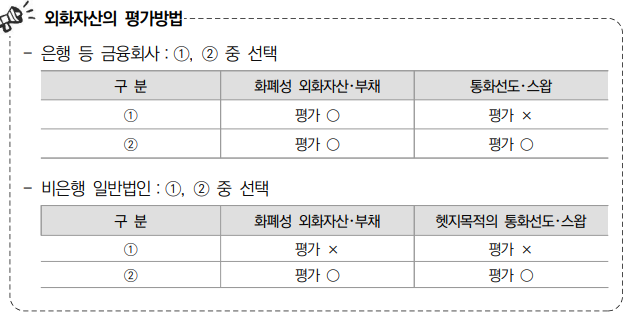 외화자산의 평가방법
- 은행 등 금융회사 : ①, ② 중 선택
구 분 화폐성 외화자산·부채 통화선도·스왑
① 평가 ○ 평가 ×
② 평가 ○ 평가 ○
- 비은행 일반법인 : ①, ② 중 선택
구 분 화폐성 외화자산·부채 헷지목적의 통화선도·스왑
① 평가 × 평가 ×
② 평가 ○ 평가 ○